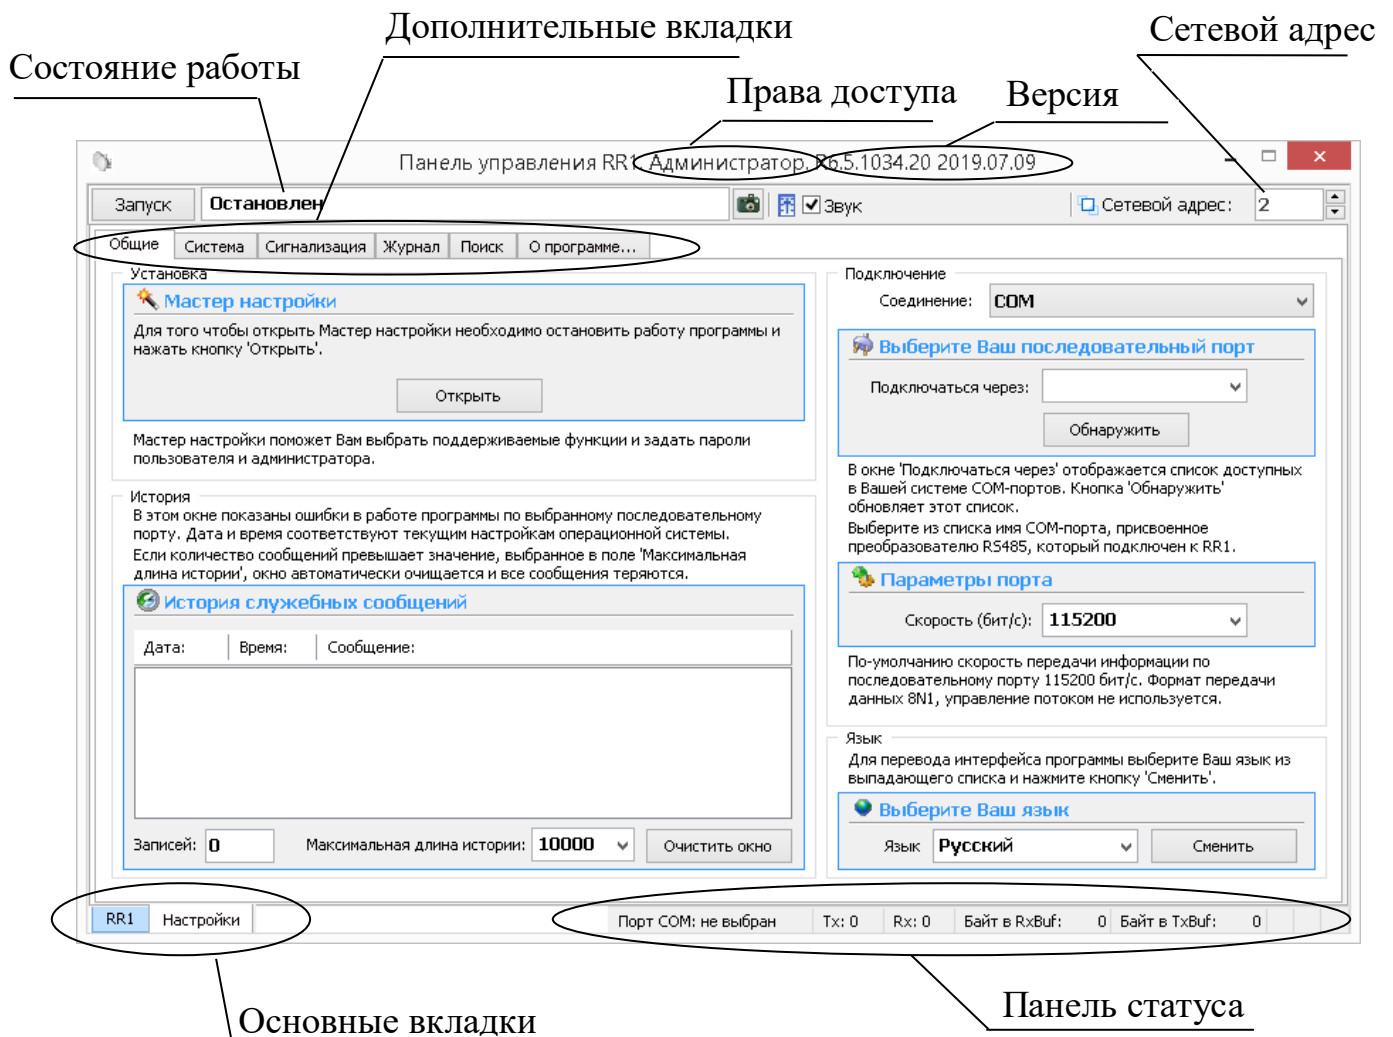 Дополнительные вкладки
Сетевой адрес
Состояние работы
Права доступа
Версия
Панель управления RR1. Администратор. R6.5.1034.20 2019.07.09
Запуск
Остановлен
Звук
Сетевой адрес:
2
Общие
Система
Сигнализация
Журнал
Поиск
О программе...
Установка
Мастер настройки
Для того чтобы открыть Мастер настройки необходимо остановить работу программы и
нажать кнопку 'Открыть'.
Открыть
Мастер настройки поможет Вам выбрать поддерживаемые функции и задать пароли
пользователя и администратора.
История
В этом окне показаны ошибки в работе программы по выбранному последовательному
порту. Дата и время соответствуют текущим настройкам операционной системы.
Если количество сообщений превышает значение, выбранное в поле 'Максимальная
длина истории', окно автоматически очищается и все сообщения теряются.
История служебных сообщений
Дата:
Время:
Сообщение:
Записей:
0
Максимальная длина истории:
10000
Очистить окно
Подключение
Соединение:
COM
Выберите Ваш последовательный порт
Подключаться через:
Обнаружить
В окне 'Подключаться через' отображается список доступных
в Вашей системе COM-портов. Кнопка 'Обнаружить'
обновляет этот список.
Выберите из списка имя COM-порта, присвоенное
преобразователю RS485, который подключен к RR1.
Параметры порта
Скорость (бит/с):
115200
По-умолчанию скорость передачи информации по
последовательному порту 115200 бит/с. Формат передачи
данных 8N1, управление потоком не используется.
Язык
Для перевода интерфейса программы выберите Ваш язык из
выпадающего списка и нажмите кнопку 'Сменить'.
Выберите Ваш язык
Язык
Русский
Сменить
RR1
Настройки
Порт COM: не выбран
Tx: 0
Rx: 0
Байт в RxBuf: 0
Байт в TxBuf: 0
Панель статуса
Основные вкладки